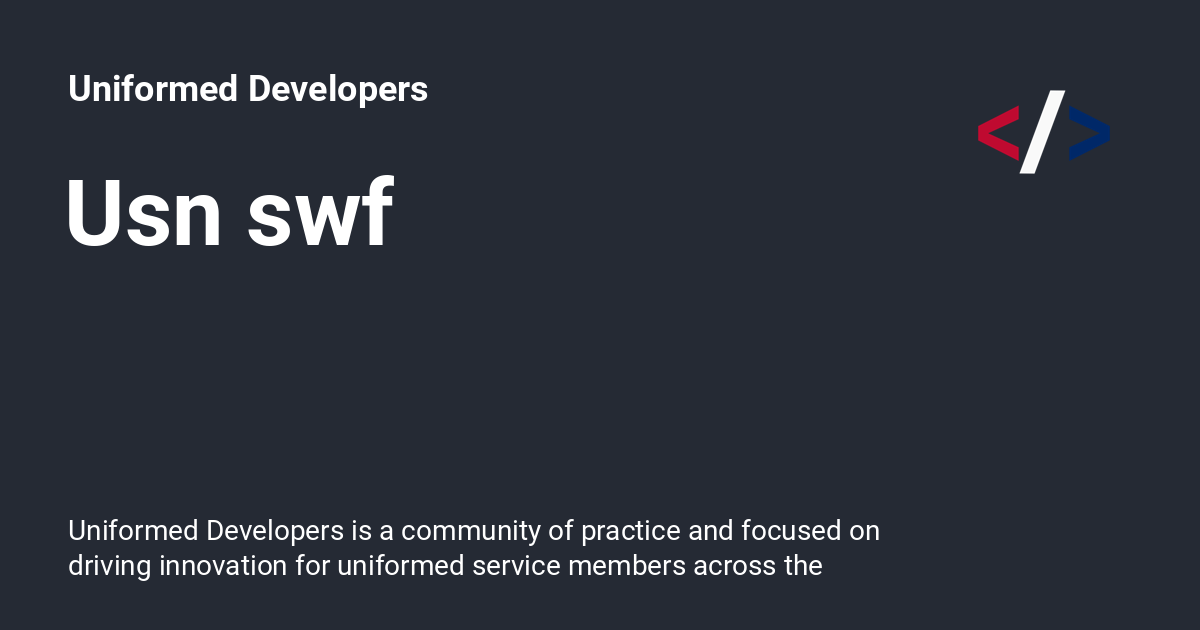 Uniformed Developers
</>
Usn swf
Uniformed Developers is a community of practice and focused on
driving innovation for uniformed service members across the